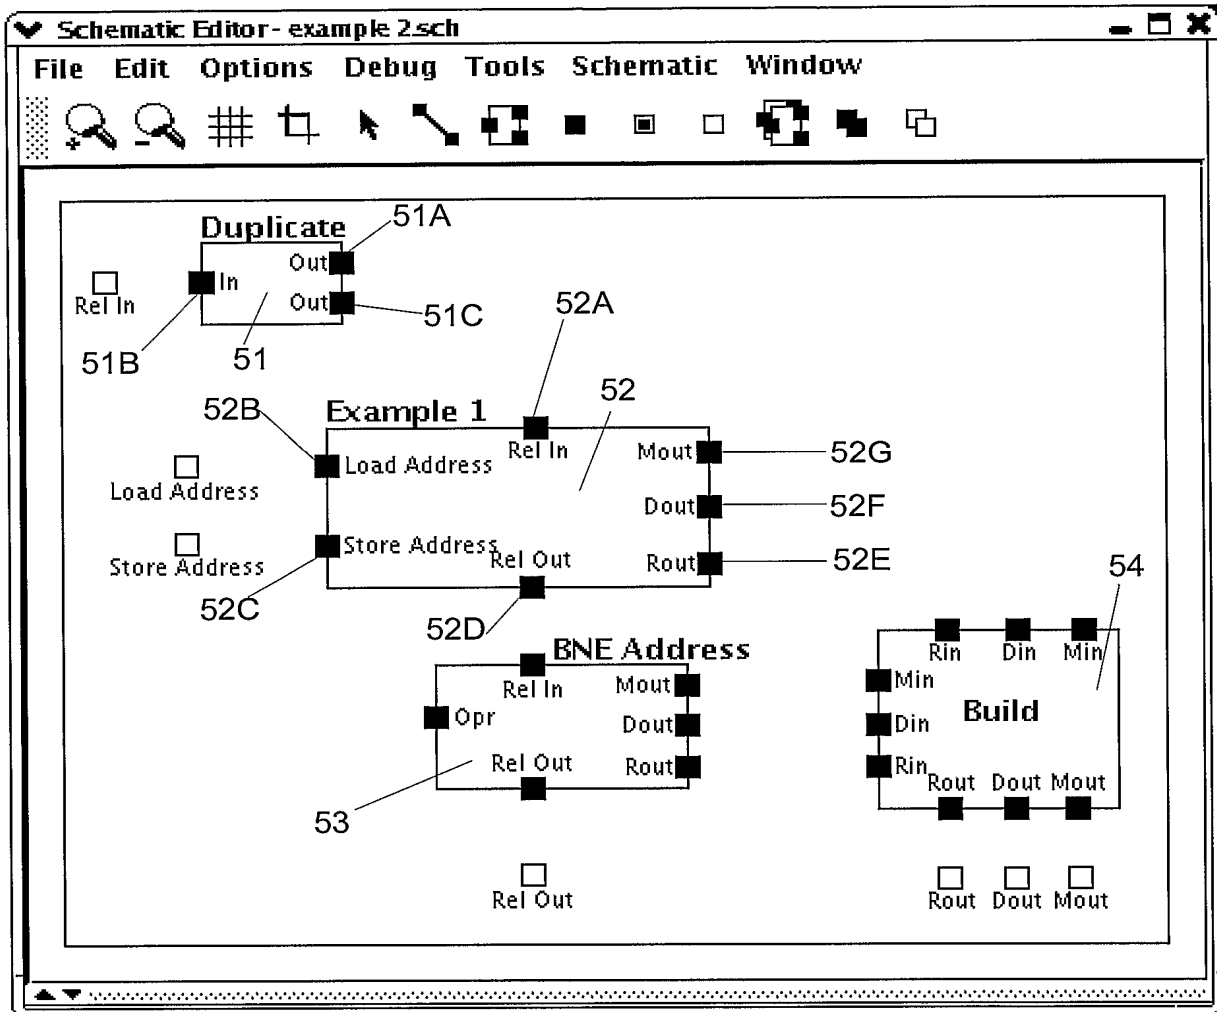 Schematic Editor - example 2.sch
File Edit Options Debug Tools Schematic Window
Duplicate
51A
Out
In
Rel In
Out
51C
52A
51B
51
52
52B
Example 1
Rel In
Mout
52G
Load Address
Load Address
Dout
52F
Store Address
Rel Out
Rout
52E
Store Address
52C
52D
54
BNE Address
Rin Din Min
Rel In
Mout
Min
Opr
Dout
Build
Din
Rel Out
Rout
Rin
Rout Dout Mout
53
Rel Out
Rout Dout Mout